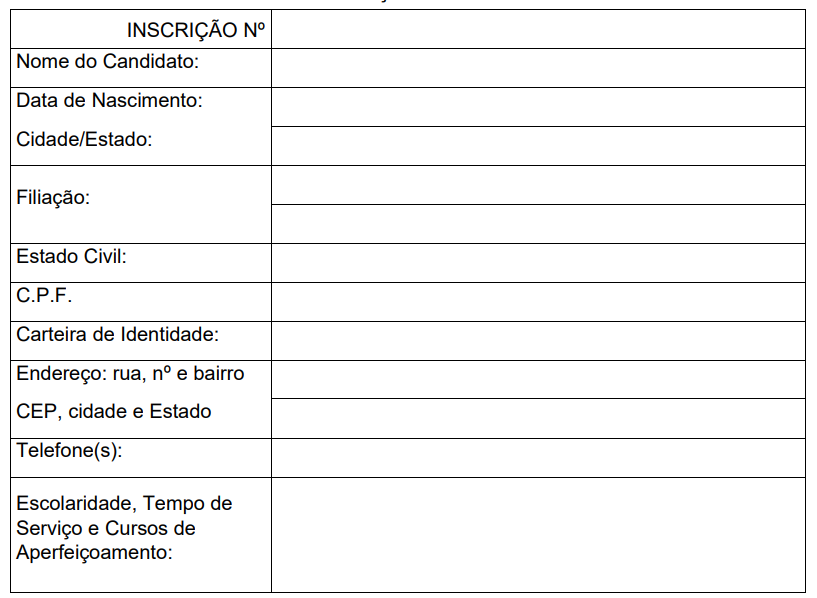 INSCRIÇÃO Nº
Nome do Candidato:
Data de Nascimento:
Cidade/Estado:
Filiação:
Estado Civil:
C.P.F.
Carteira de Identidade:
Endereço: rua, nº e bairro
CEP, cidade e Estado
Telefone(s):
Escolaridade, Tempo de
Serviço e Cursos de
Aperfeiçoamento: